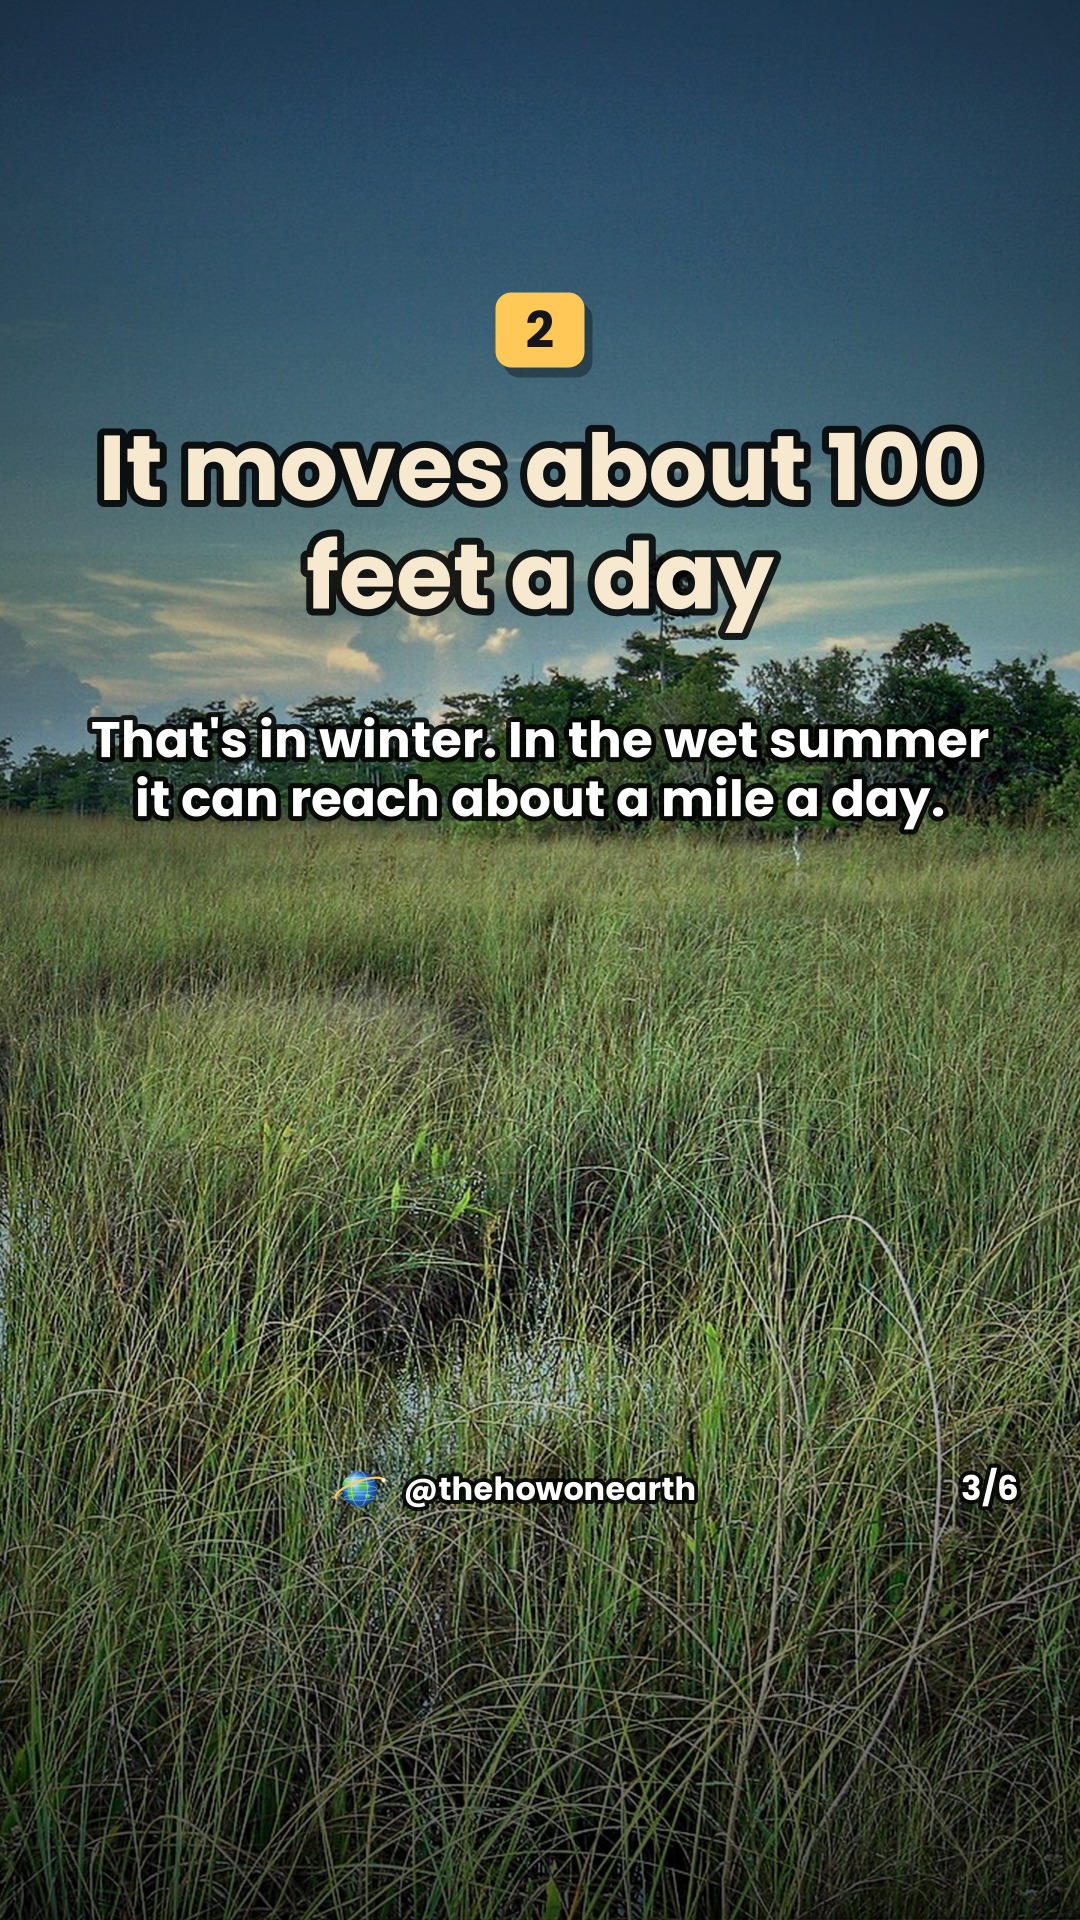 2
It moves about 100
feet a day
That's in winter. In the wet summer
it can reach about a mile a day.
@thehowonearth
3/6